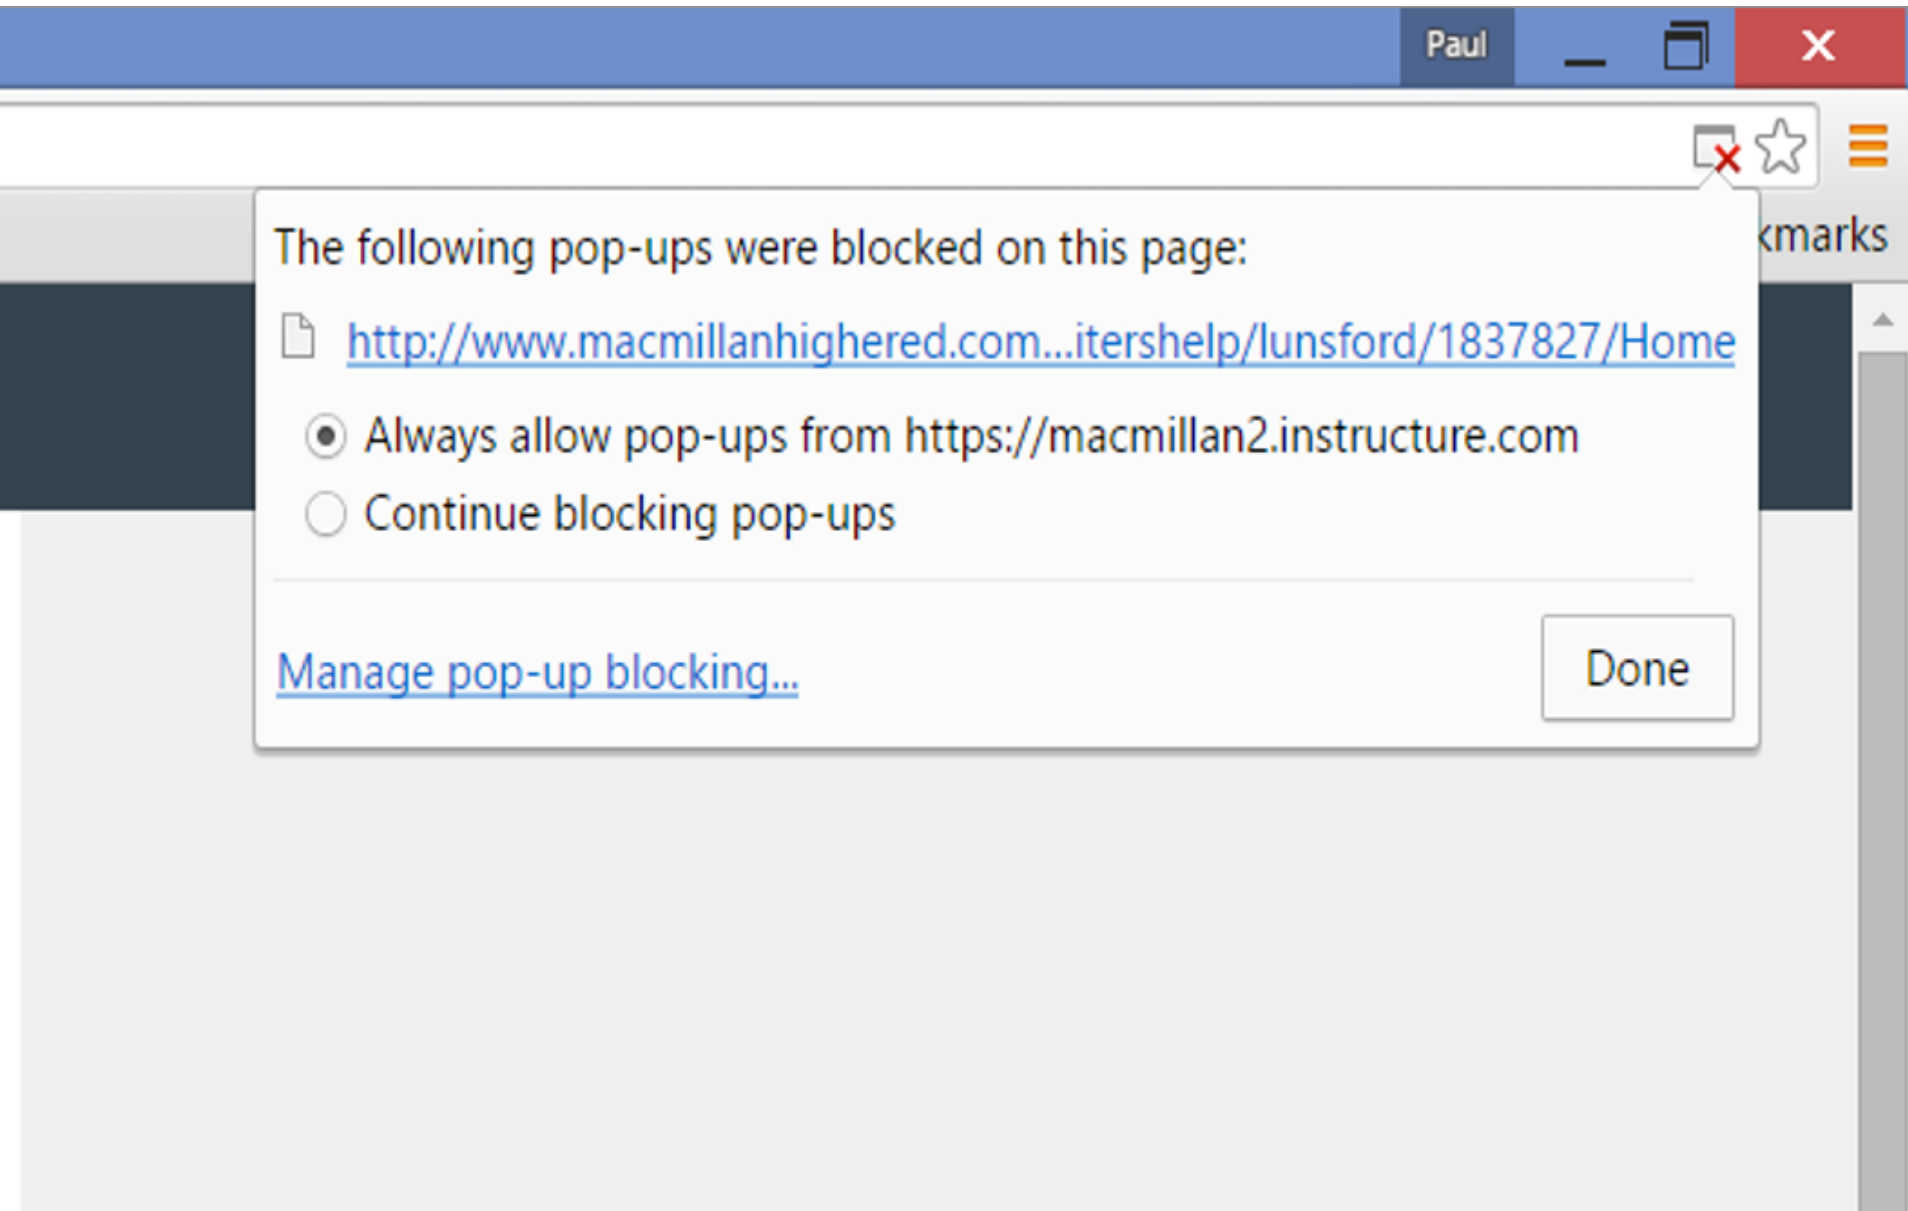 Paul
kmarks
The following pop-ups were blocked on this page:
http://www.macmillanhighered.com...itershelp/lunsford/1837827/Home
Always allow pop-ups from https://macmillan2.instructure.com
Continue blocking pop-ups
Manage pop-up blocking...
Done